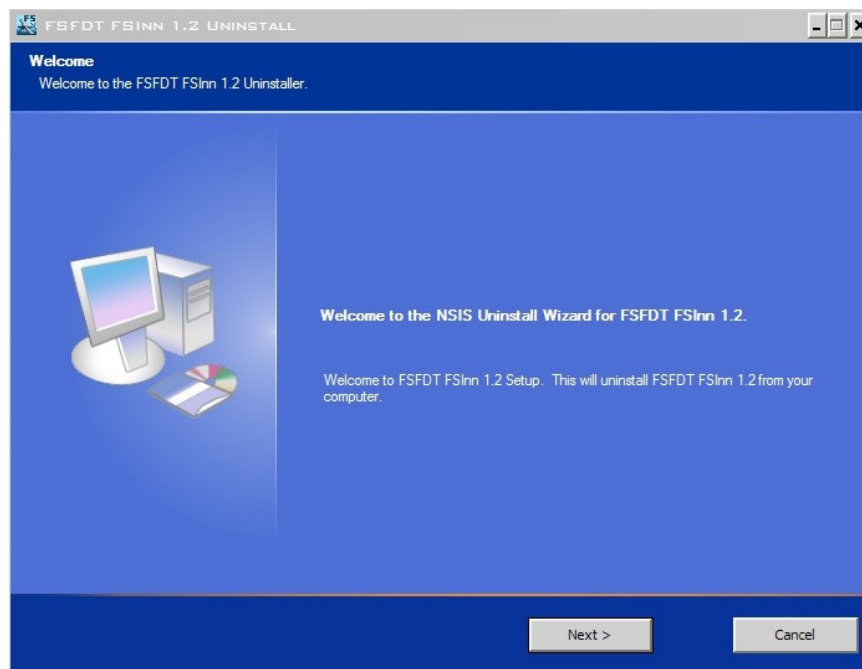 FSFDT FSINN 1.2 UNINSTALL
Welcome
Welcome to the FSFDT FSInn 1.2 Uninstaller.
Welcome to the NSIS Uninstall Wizard for FSFDT FSInn 1.2.
Welcome to FSFDT FSInn 1.2 Setup. This will uninstall FSFDT FSInn 1.2 from your
computer.
Next >
Cancel